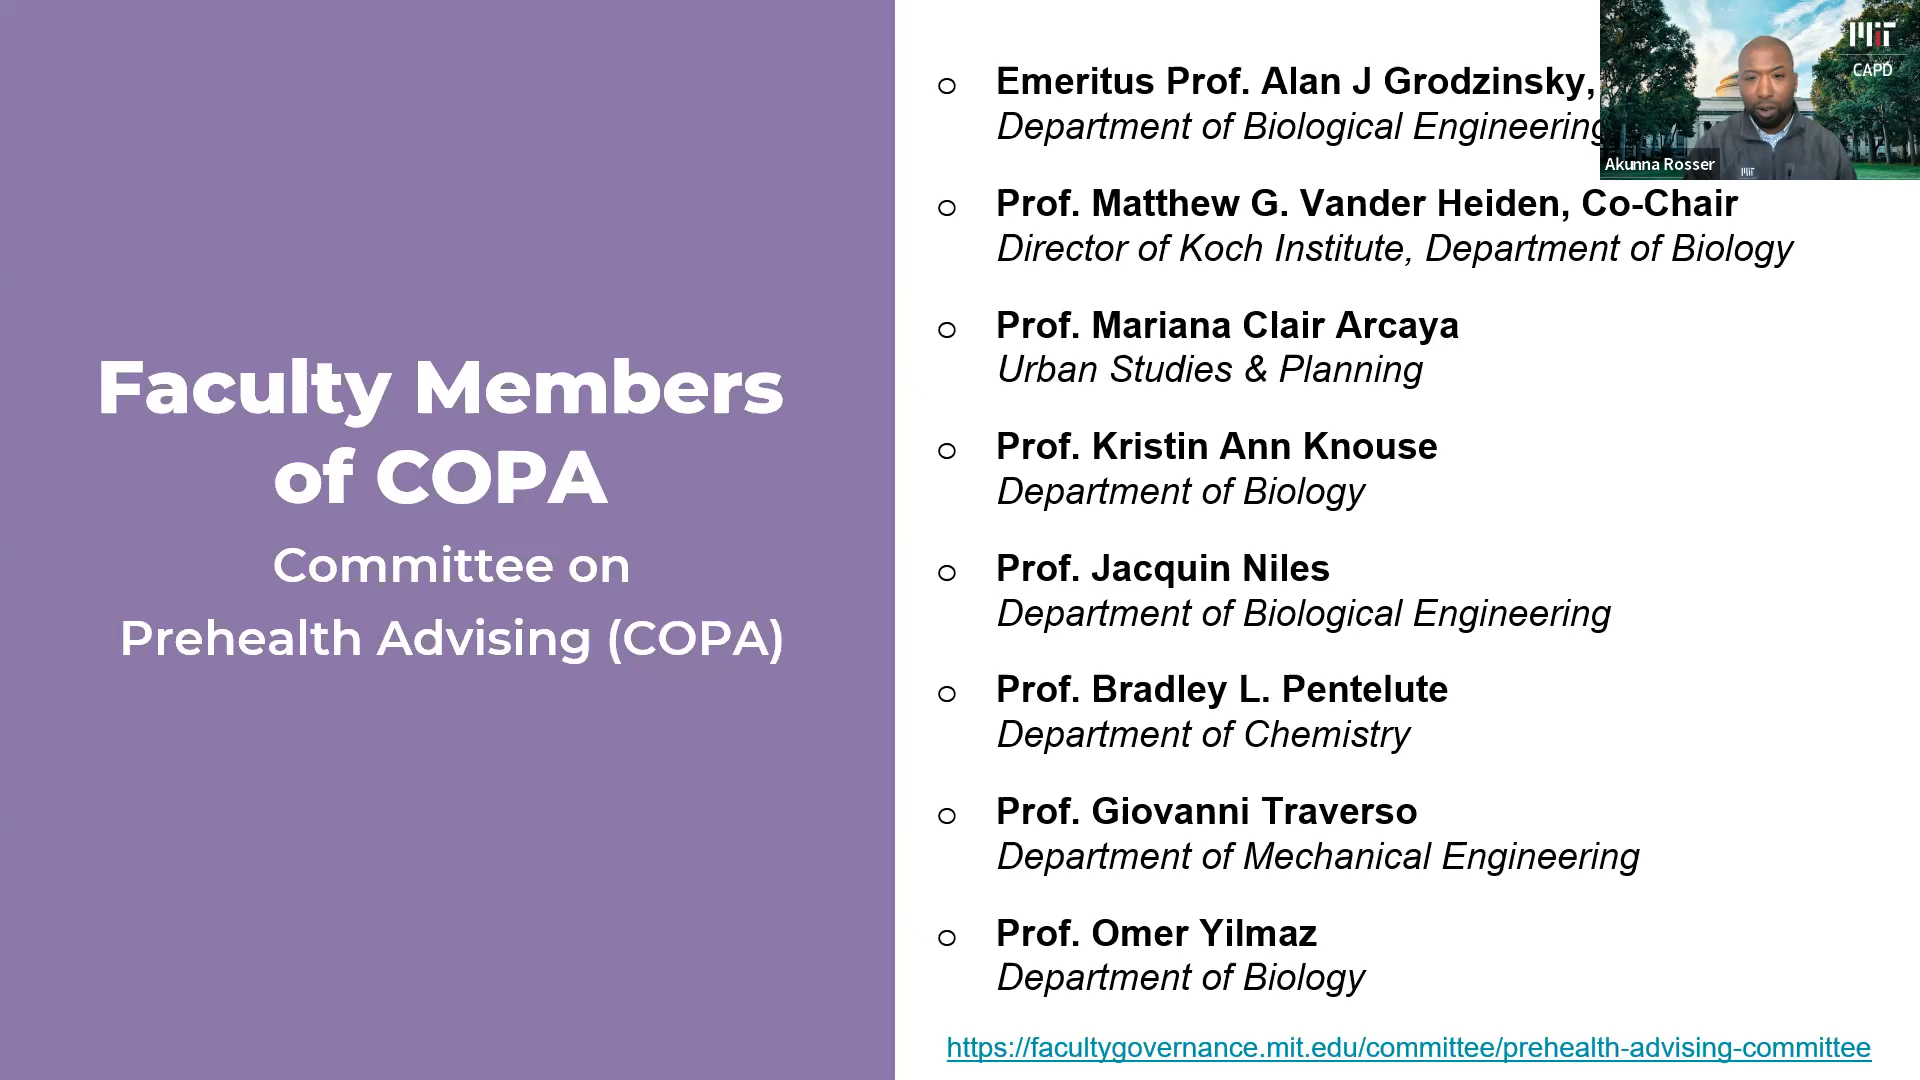 Faculty Members
of COPA
Committee on
Prehealth Advising (COPA)
o Emeritus Prof. Alan J Grodzinsky,
Department of Biological Engineering
o Prof. Matthew G. Vander Heiden, Co-Chair
Director of Koch Institute, Department of Biology
o Prof. Mariana Clair Arcaya
Urban Studies & Planning
o Prof. Kristin Ann Knouse
Department of Biology
o Prof. Jacquin Niles
Department of Biological Engineering
o Prof. Bradley L. Pentelute
Department of Chemistry
o Prof. Giovanni Traverso
Department of Mechanical Engineering
o Prof. Omer Yilmaz
Department of Biology
https://facultygovernance.mit.edu/committee/prehealth-advising-committee
MIT
CAPD
MIT
Akunna Rosser